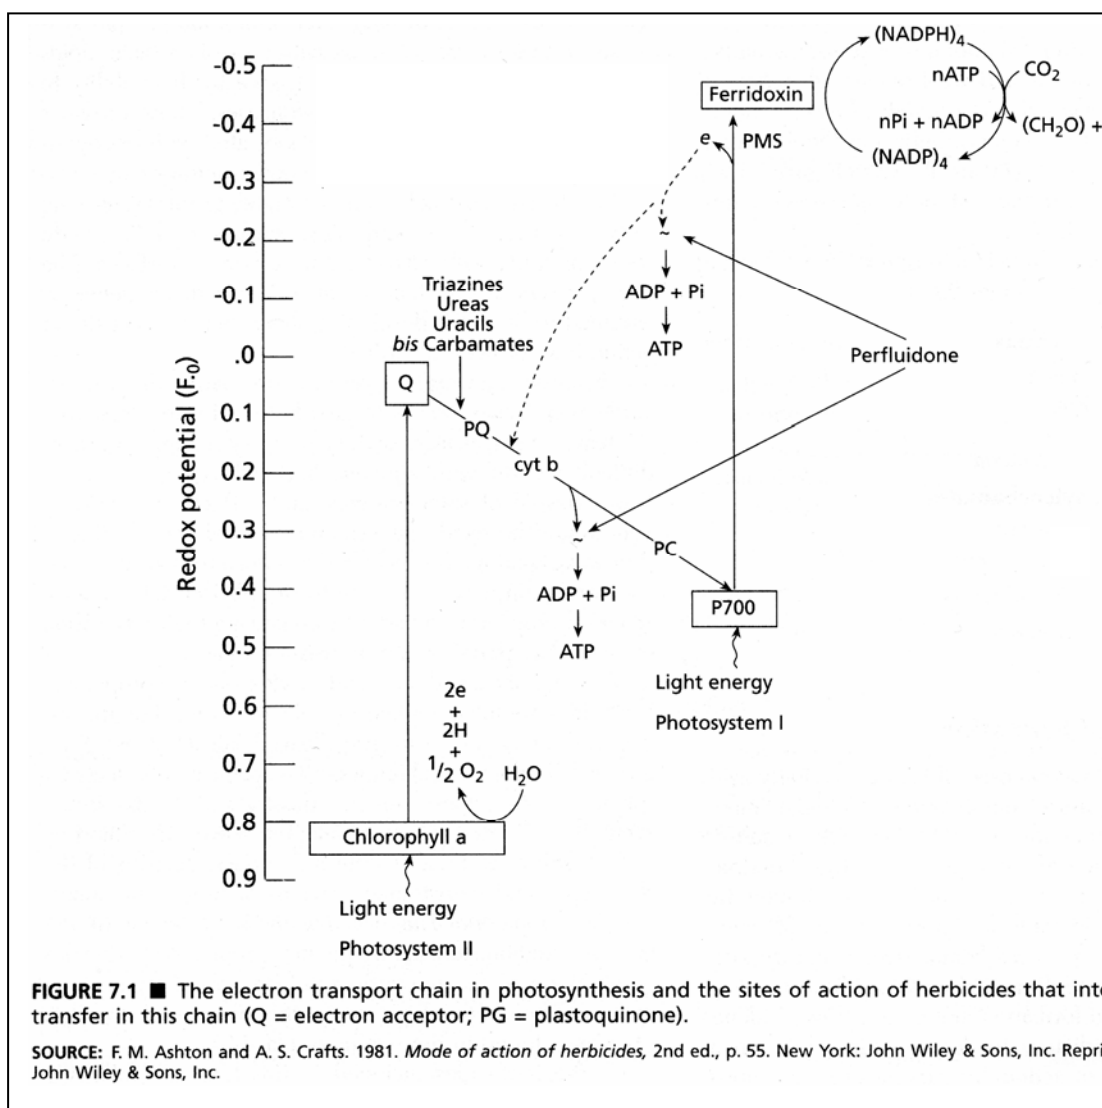 (NADPH)₄
-0.5
nATP
CO₂
Ferridoxin
-0.4
nPi + nADP
(CH₂O) +
e
PMS
(NADP)₄
-0.3
-0.2
~
Triazines
Ureas
Uracils
bis Carbamates
-0.1
ADP + Pi
ATP
Perfluidone
.0
Q
Redox potential (F.₀)
0.1
PQ
0.2
cyt b
0.3
~
PC
0.4
ADP + Pi
P700
0.5
ATP
Light energy
Photosystem I
0.6
2e
+
2H
+
1/2 O₂
H₂O
0.7
0.8
Chlorophyll a
0.9
Light energy
Photosystem II
FIGURE 7.1 ■ The electron transport chain in photosynthesis and the sites of action of herbicides that inte
transfer in this chain (Q = electron acceptor; PG = plastoquinone).
SOURCE: F. M. Ashton and A. S. Crafts. 1981. Mode of action of herbicides, 2nd ed., p. 55. New York: John Wiley & Sons, Inc. Repri
John Wiley & Sons, Inc.